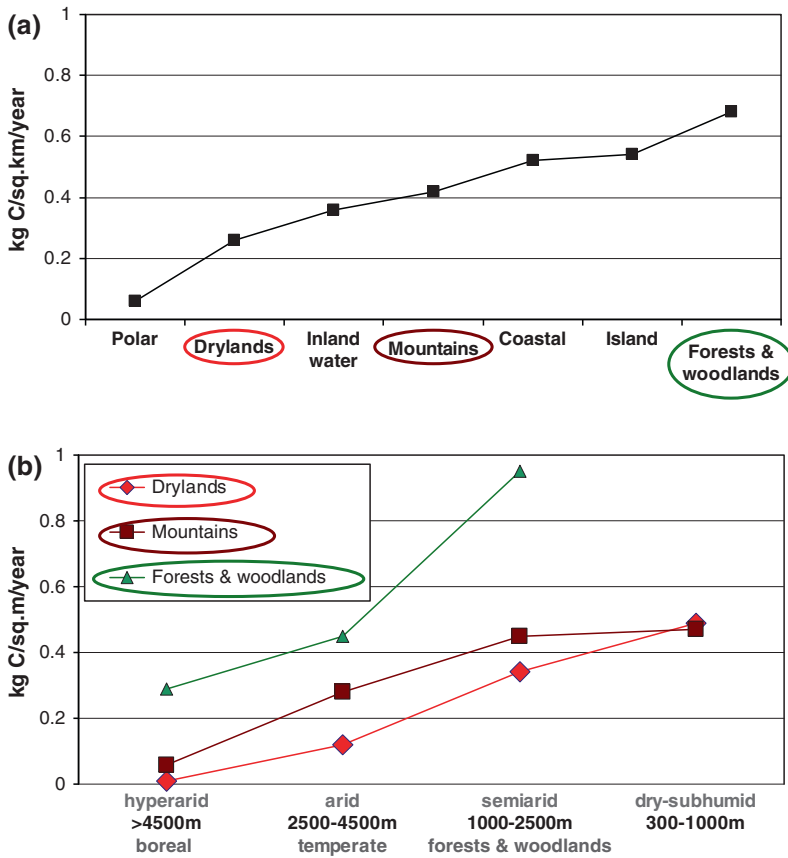 (a)
kg C/sq.km/year
1
0.8
0.6
0.4
0.2
0
Polar
Drylands
Inland
water
Mountains
Coastal
Island
Forests &
woodlands
(b)
kg C/sq.m/year
1
0.8
0.6
0.4
0.2
0
Drylands
Mountains
Forests & woodlands
hyperarid arid semiarid dry-subhumid
>4500m 2500-4500m 1000-2500m 300-1000m
boreal temperate forests & woodlands